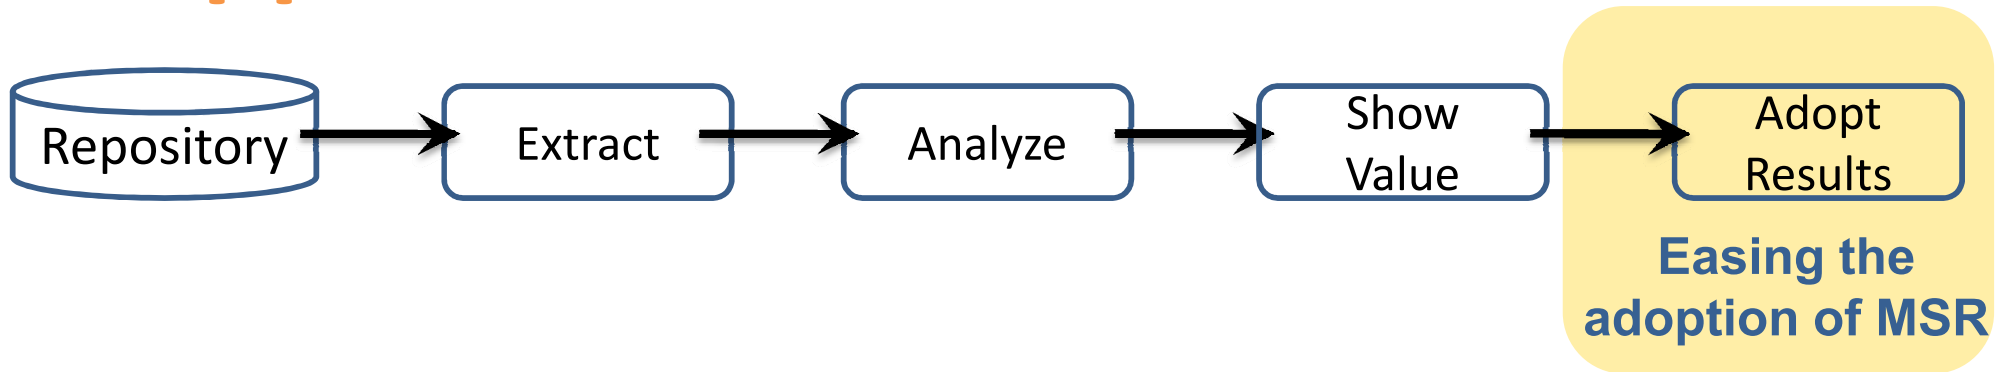 Repository
Extract
Analyze
Show
Value
Adopt
Results
Easing the
adoption of MSR